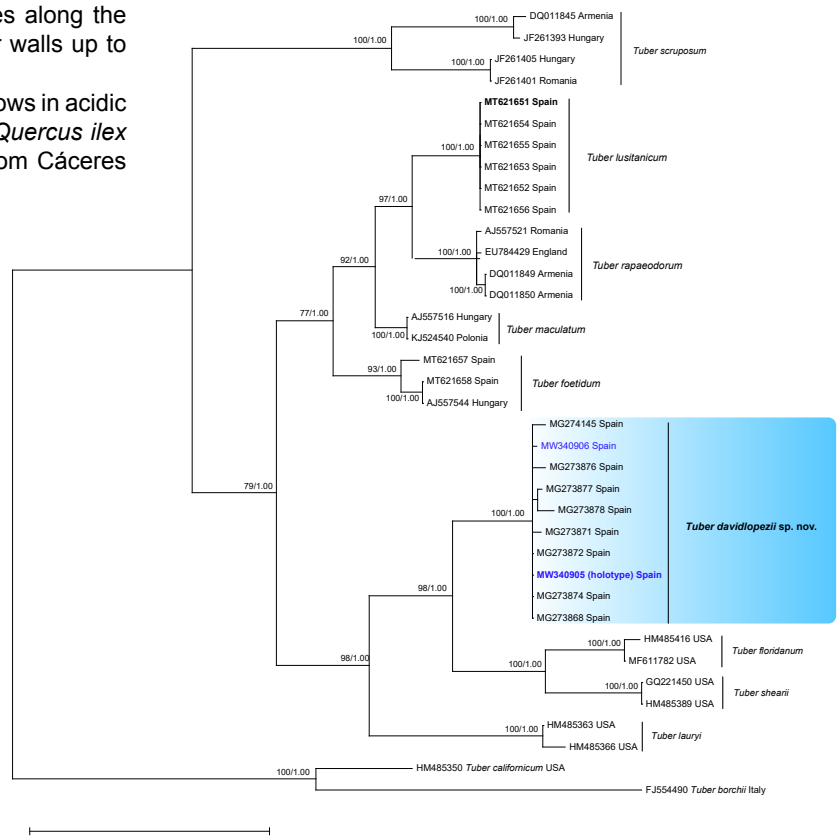 es along the
r walls up to
ows in acidic
Quercus ilex
om Cáceres
100/1.00
DQ011845 Armenia
JF261393 Hungary
100/1.00
JF261405 Hungary
100/1.00
JF261401 Romania
Tuber scruposum
MT621651 Spain
MT621654 Spain
MT621655 Spain
100/1.00
MT621653 Spain
MT621652 Spain
MT621656 Spain
Tuber lusitanicum
97/1.00
AJ557521 Romania
100/1.00
EU784429 England
DQ011849 Armenia
100/1.00
DQ011850 Armenia
Tuber rapaeodorum
92/1.00
AJ557516 Hungary
100/1.00
KJ524540 Polonia
Tuber maculatum
77/1.00
MT621657 Spain
93/1.00
MT621658 Spain
100/1.00
AJ557544 Hungary
Tuber foetidum
79/1.00
MG274145 Spain
MW340906 Spain
MG273876 Spain
MG273877 Spain
MG273878 Spain
100/1.00
MG273871 Spain
MG273872 Spain
MW340905 (holotype) Spain
MG273874 Spain
MG273868 Spain
Tuber davidlopezii sp. nov.
98/1.00
HM485416 USA
100/1.00
MF611782 USA
Tuber floridanum
100/1.00
GQ221450 USA
100/1.00
HM485389 USA
Tuber shearii
98/1.00
HM485363 USA
100/1.00
HM485366 USA
Tuber lauryi
HM485350 Tuber californicum USA
100/1.00
FJ554490 Tuber borchii Italy